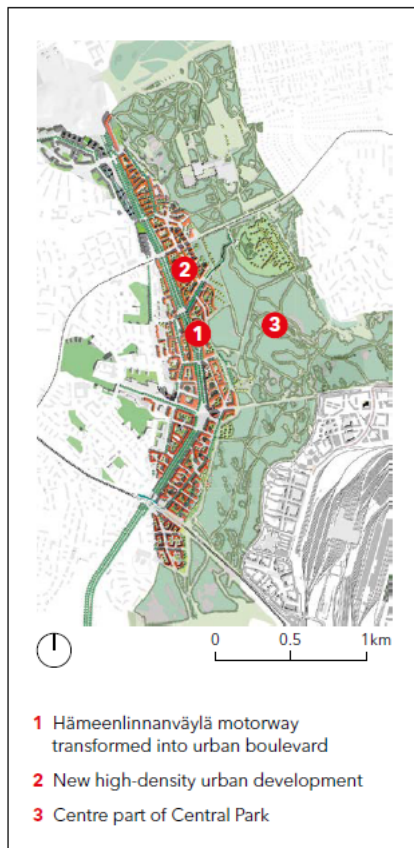 2
1
3
0 0.5 1km
1 Hämeenlinnanväylä motorway
transformed into urban boulevard
2 New high-density urban development
3 Centre part of Central Park